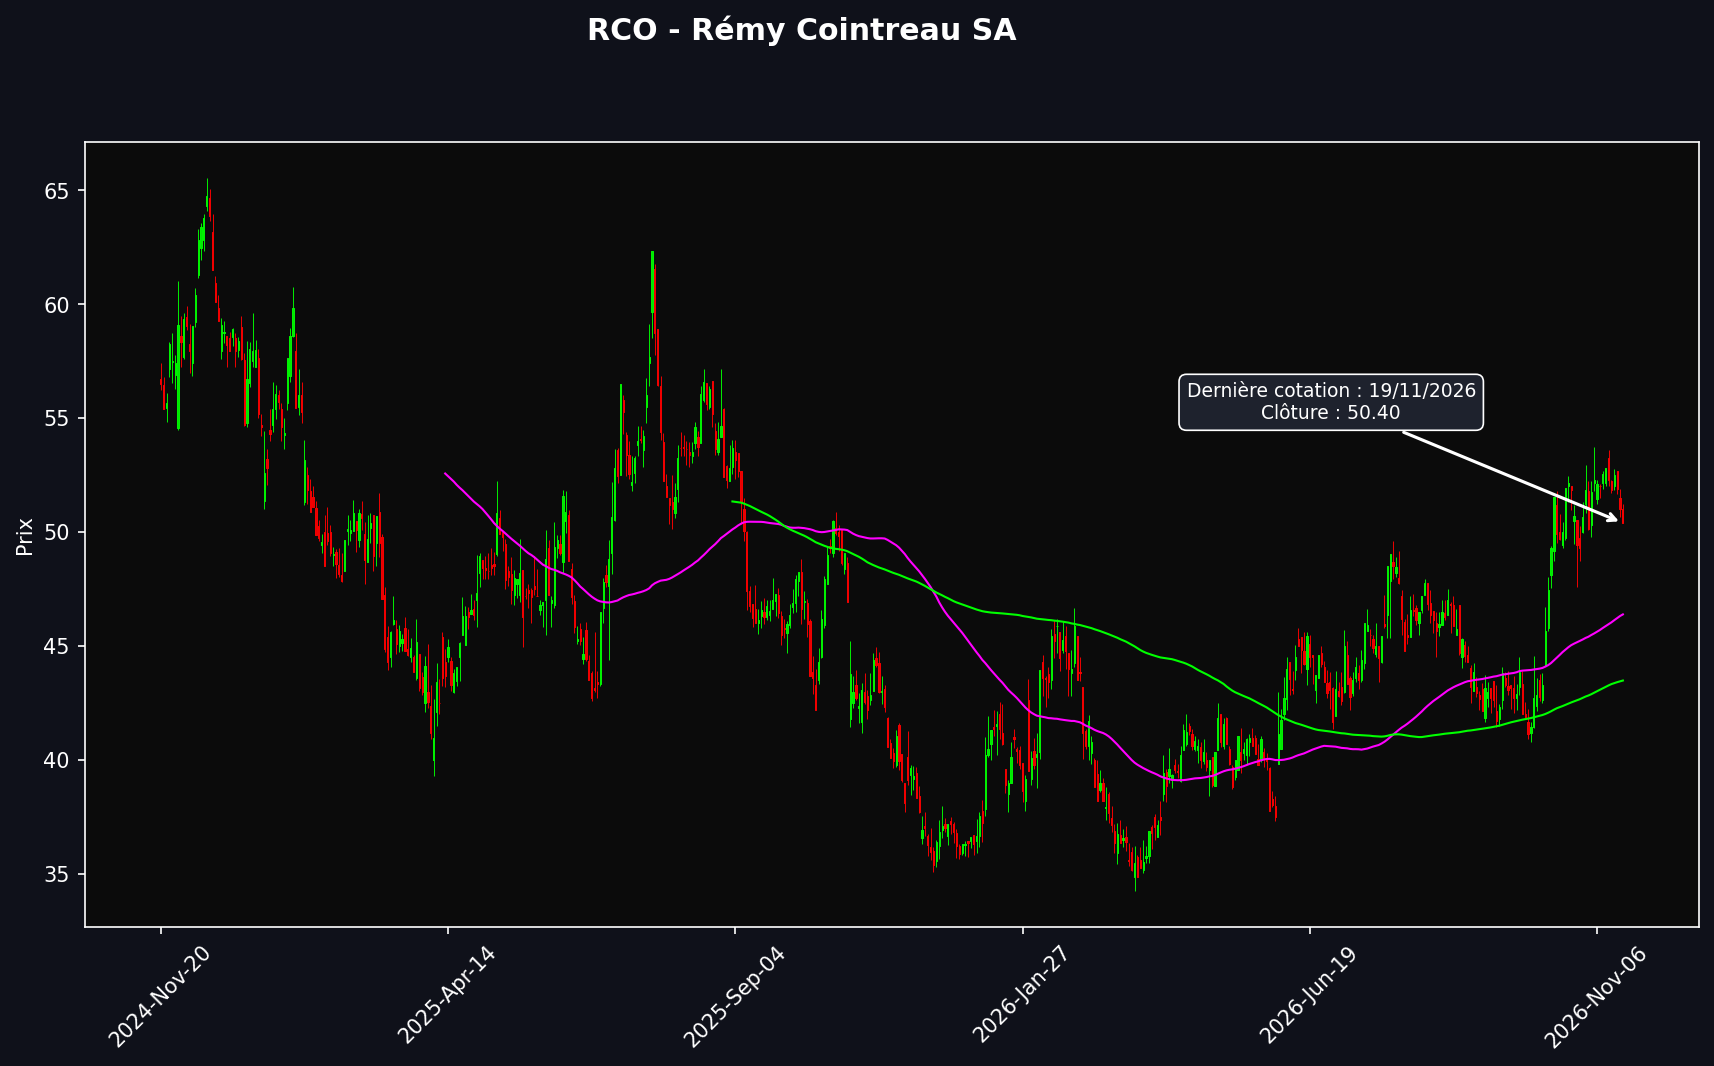 RCO - Rémy Cointreau SA
Prix
65
60
55
50
45
40
35
Dernière cotation : 19/11/2026
Clôture : 50.40
2024-Nov-20
2025-Apr-14
2025-Sep-04
2026-Jan-27
2026-Jun-19
2026-Nov-06